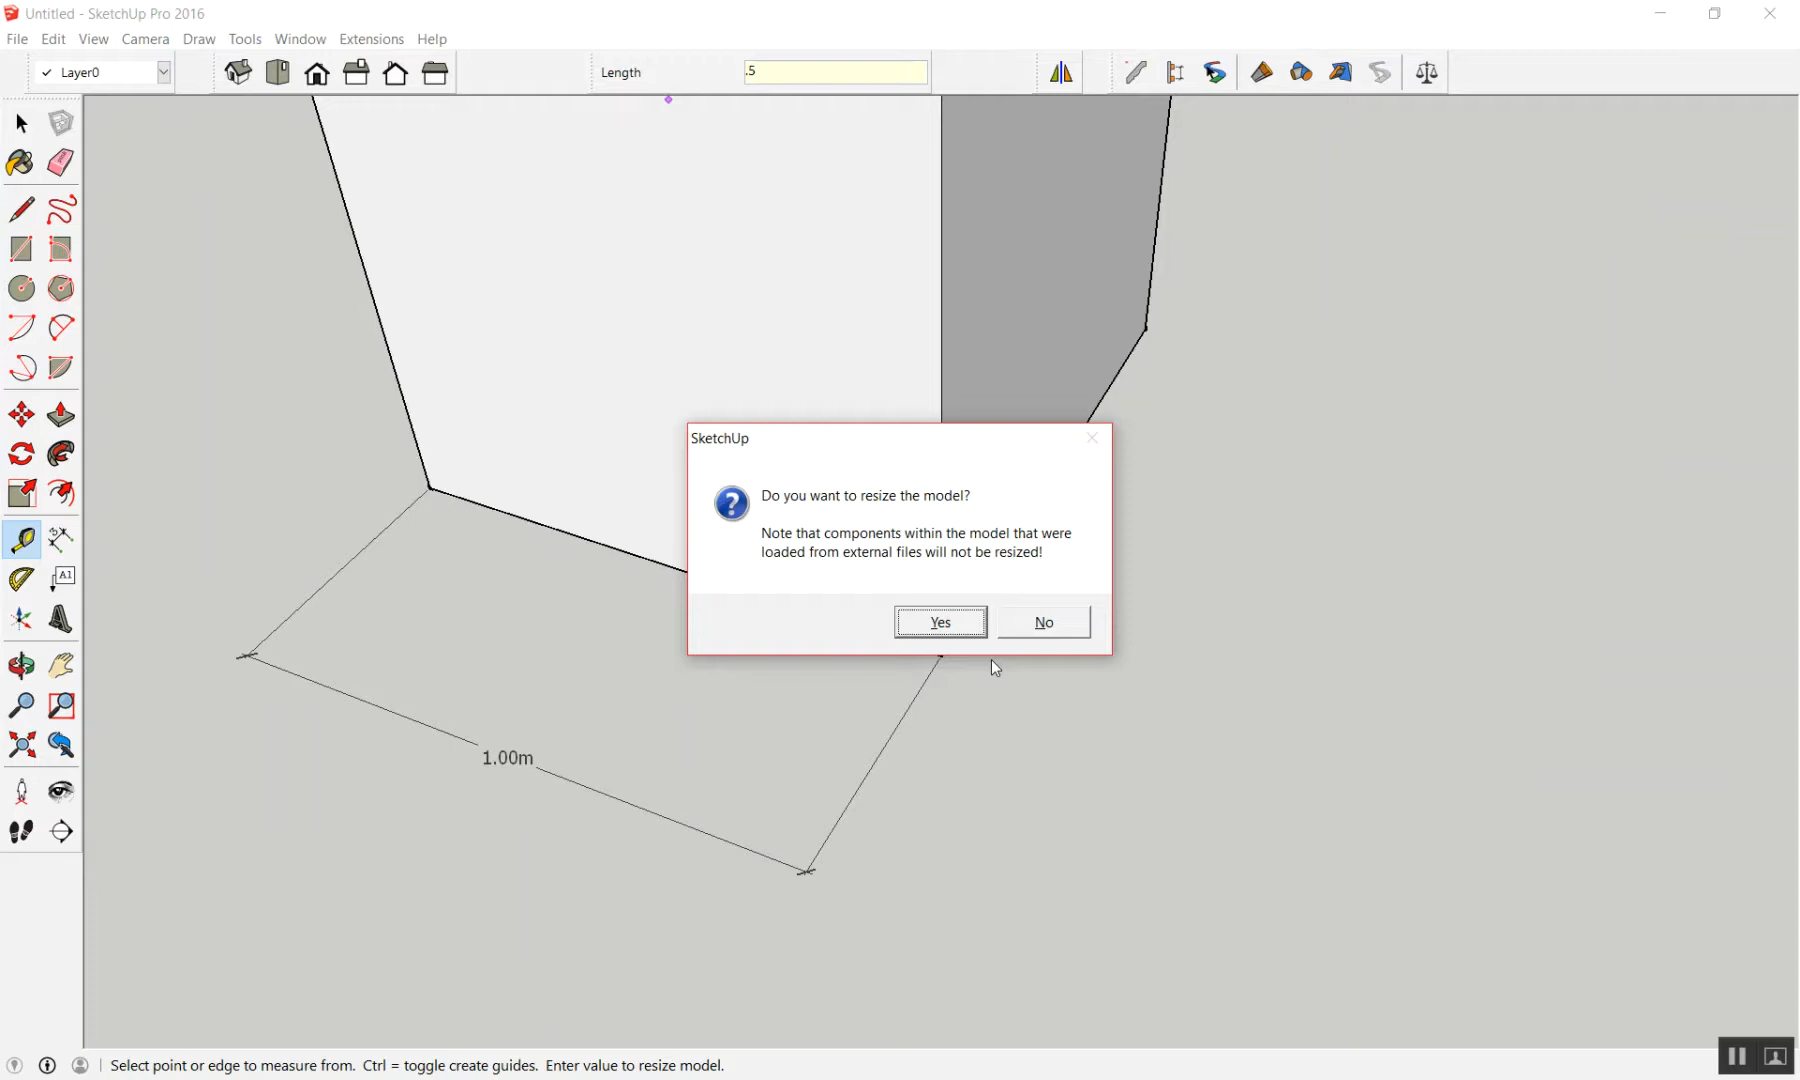 Untitled - SketchUp Pro 2016
File Edit View Camera Draw Tools Window Extensions Help
✓ Layer0
Length
.5
A1
SketchUp
Do you want to resize the model?
Note that components within the model that were
loaded from external files will not be resized!
Yes No
1.00m
Select point or edge to measure from. Ctrl = toggle create guides. Enter value to resize model.